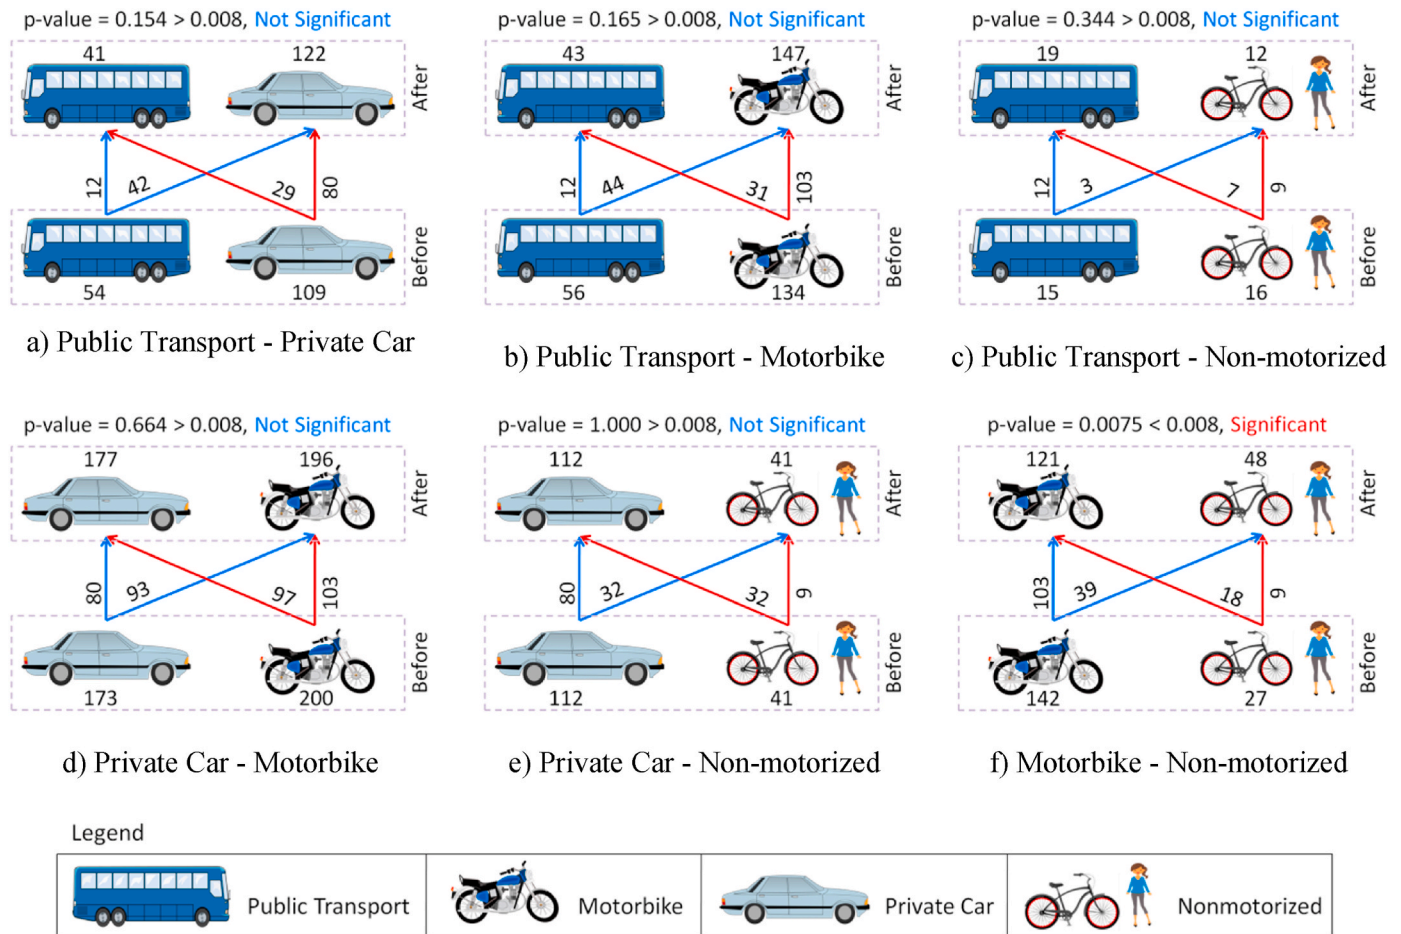 p-value = 0.154 > 0.008, Not Significant
41 122
After
12 42 29 80
Before
54 109
a) Public Transport - Private Car
p-value = 0.165 > 0.008, Not Significant
43 147
After
12 44 31 103
Before
56 134
b) Public Transport - Motorbike
p-value = 0.344 > 0.008, Not Significant
19 12
After
12 3 7 9
Before
15 16
c) Public Transport - Non-motorized
p-value = 0.664 > 0.008, Not Significant
177 196
After
80 93 97 103
Before
173 200
d) Private Car - Motorbike
p-value = 1.000 > 0.008, Not Significant
112 41
After
80 32 32 9
Before
112 41
e) Private Car - Non-motorized
p-value = 0.0075 < 0.008, Significant
121 48
After
103 39 18 9
Before
142 27
f) Motorbike - Non-motorized
Legend
Public Transport Motorbike Private Car Nonmotorized